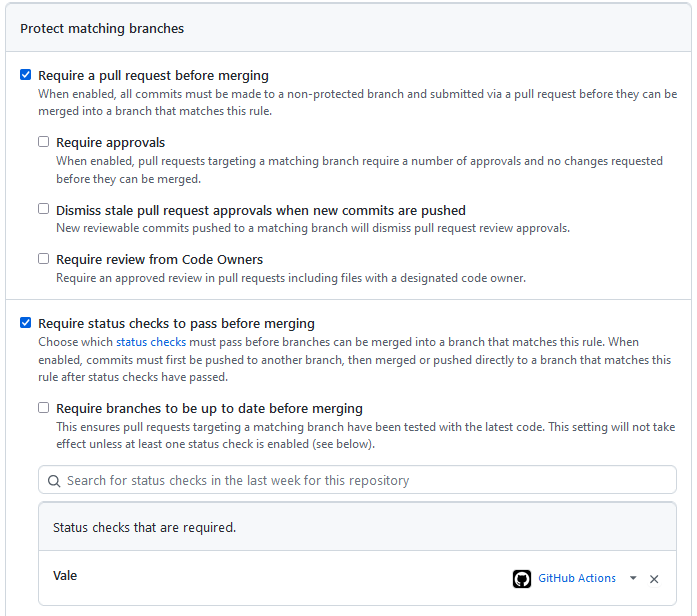 Protect matching branches
Require a pull request before merging
When enabled, all commits must be made to a non-protected branch and submitted via a pull request before they can be
merged into a branch that matches this rule.
Require approvals
When enabled, pull requests targeting a matching branch require a number of approvals and no changes requested
before they can be merged.
Dismiss stale pull request approvals when new commits are pushed
New reviewable commits pushed to a matching branch will dismiss pull request review approvals.
Require review from Code Owners
Require an approved review in pull requests including files with a designated code owner.
Require status checks to pass before merging
Choose which status checks must pass before branches can be merged into a branch that matches this rule. When
enabled, commits must first be pushed to another branch, then merged or pushed directly to a branch that matches this
rule after status checks have passed.
Require branches to be up to date before merging
This ensures pull requests targeting a matching branch have been tested with the latest code. This setting will not take
effect unless at least one status check is enabled (see below).
Search for status checks in the last week for this repository
Status checks that are required.
Vale GitHub Actions